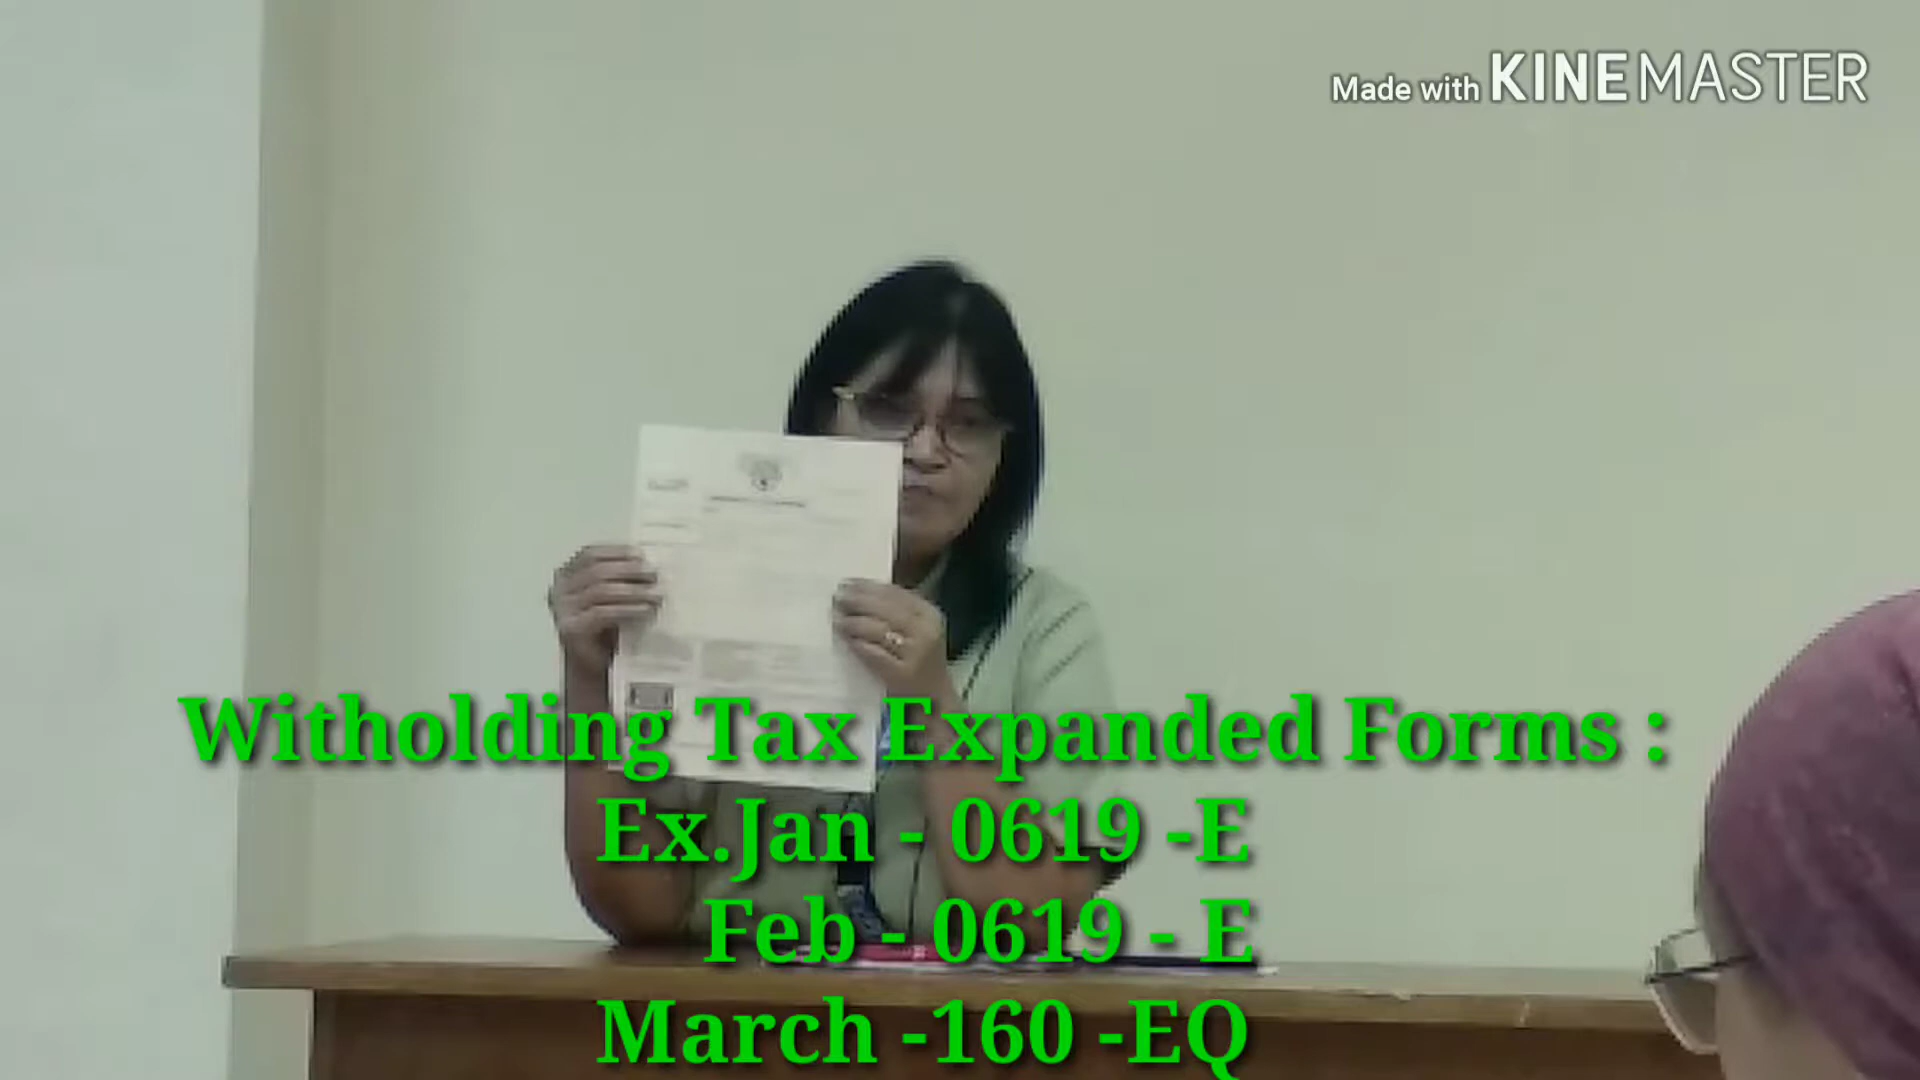 Made with KINEMASTER
Witholding Tax Expanded Forms :
Ex.Jan - 0619 -E
Feb - 0619 - E
March -160 -EQ